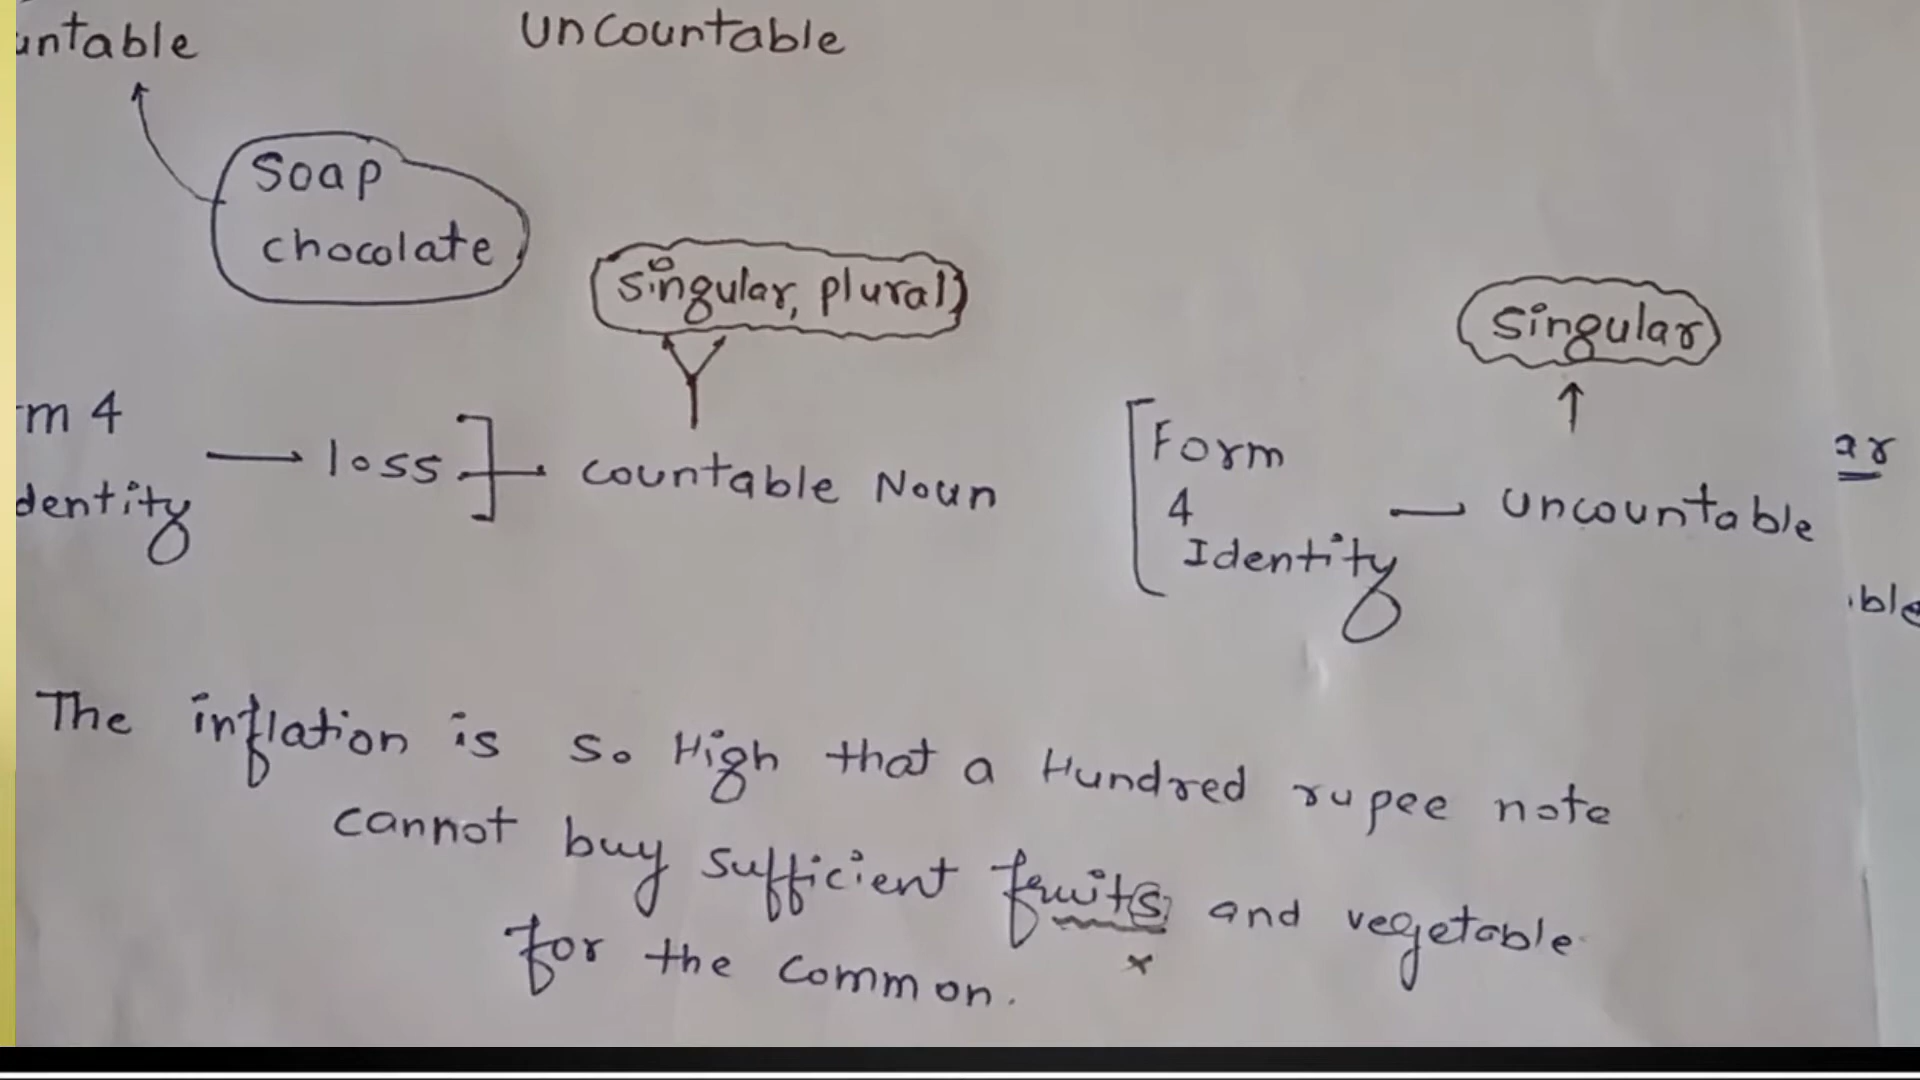 untable
uncountable
Soap
chocolate
singular, plural
singular
m 4
dentity
loss
countable Noun
Form
4
Identity
uncountable
ar
ble
The inflation is so High that a Hundred rupee note
cannot buy sufficient fruits and vegetable
x
for the common.